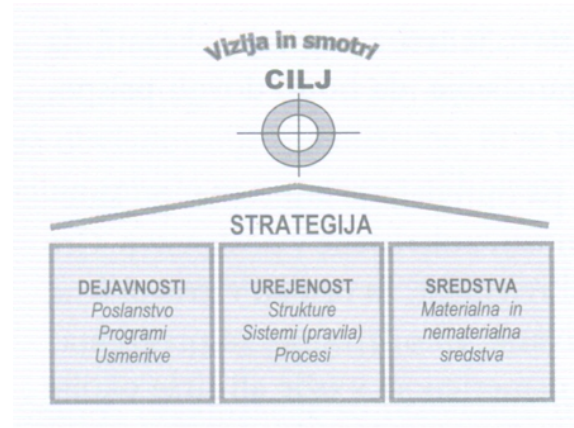 Vizija in smotri
CILJ
STRATEGIJA
DEJAVNOSTI
Poslanstvo
Programi
Usmeritve
UREJENOST
Strukture
Sistemi (pravila)
Procesi
SREDSTVA
Materialna in
nematerialna
sredstva